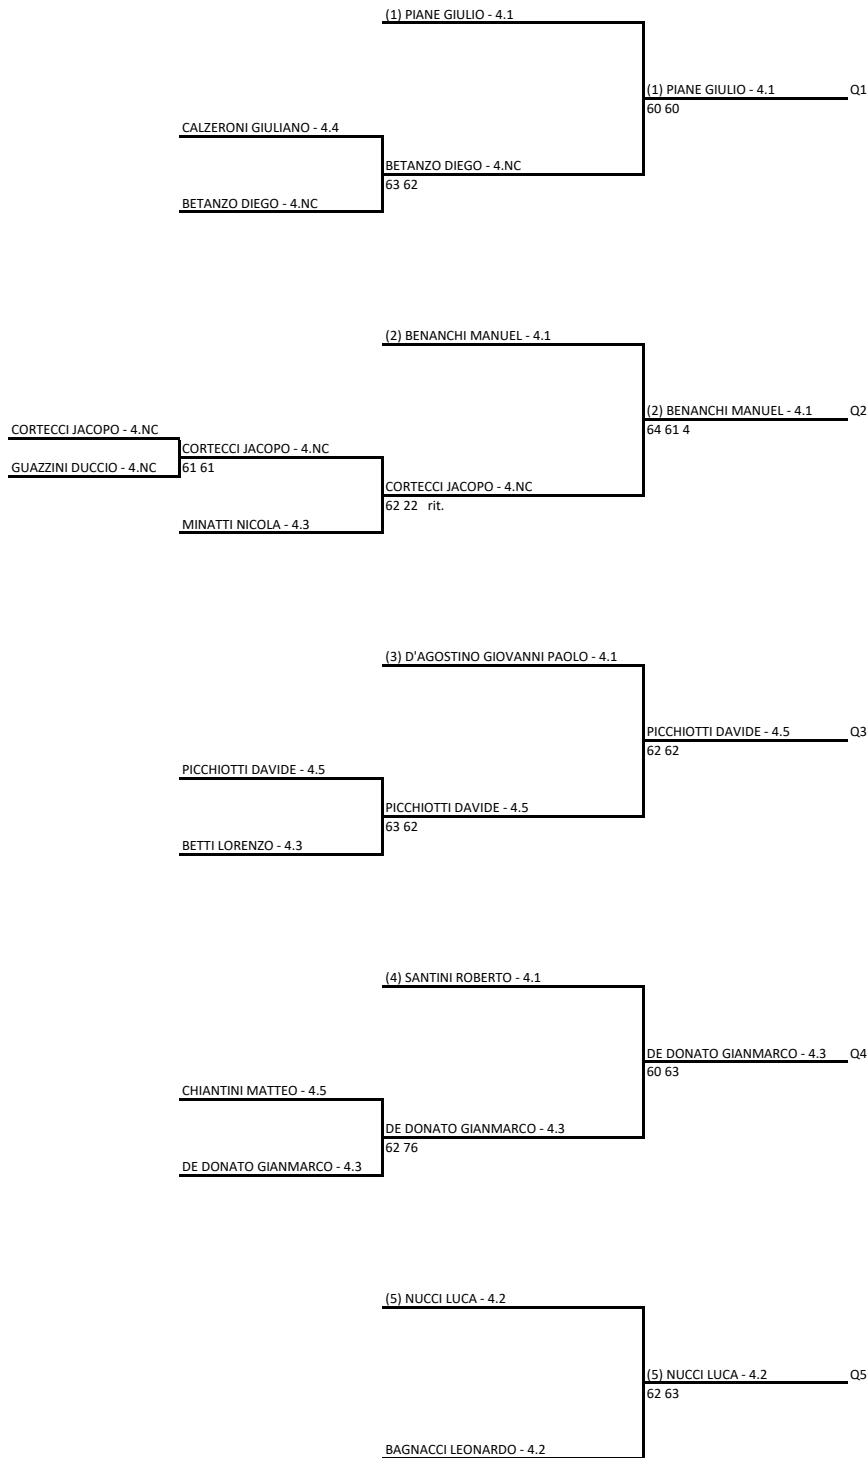 (1) PIANE GIULIO - 4.1
(1) PIANE GIULIO - 4.1 Q1
60 60
CALZERONI GIULIANO - 4.4
BETANZO DIEGO - 4.NC
63 62
BETANZO DIEGO - 4.NC
(2) BENANCHI MANUEL - 4.1
(2) BENANCHI MANUEL - 4.1 Q2
64 61 4
CORTECCI JACOPO - 4.NC
CORTECCI JACOPO - 4.NC
61 61
GUAZZINI DUCCIO - 4.NC
CORTECCI JACOPO - 4.NC
62 22 rit.
MINATTI NICOLA - 4.3
(3) D'AGOSTINO GIOVANNI PAOLO - 4.1
PICCHIOTTI DAVIDE - 4.5 Q3
62 62
PICCHIOTTI DAVIDE - 4.5
PICCHIOTTI DAVIDE - 4.5
63 62
BETTI LORENZO - 4.3
(4) SANTINI ROBERTO - 4.1
DE DONATO GIANMARCO - 4.3 Q4
60 63
CHIANTINI MATTEO - 4.5
DE DONATO GIANMARCO - 4.3
62 76
DE DONATO GIANMARCO - 4.3
(5) NUCCI LUCA - 4.2
(5) NUCCI LUCA - 4.2 Q5
62 63
BAGNACCI LEONARDO - 4.2